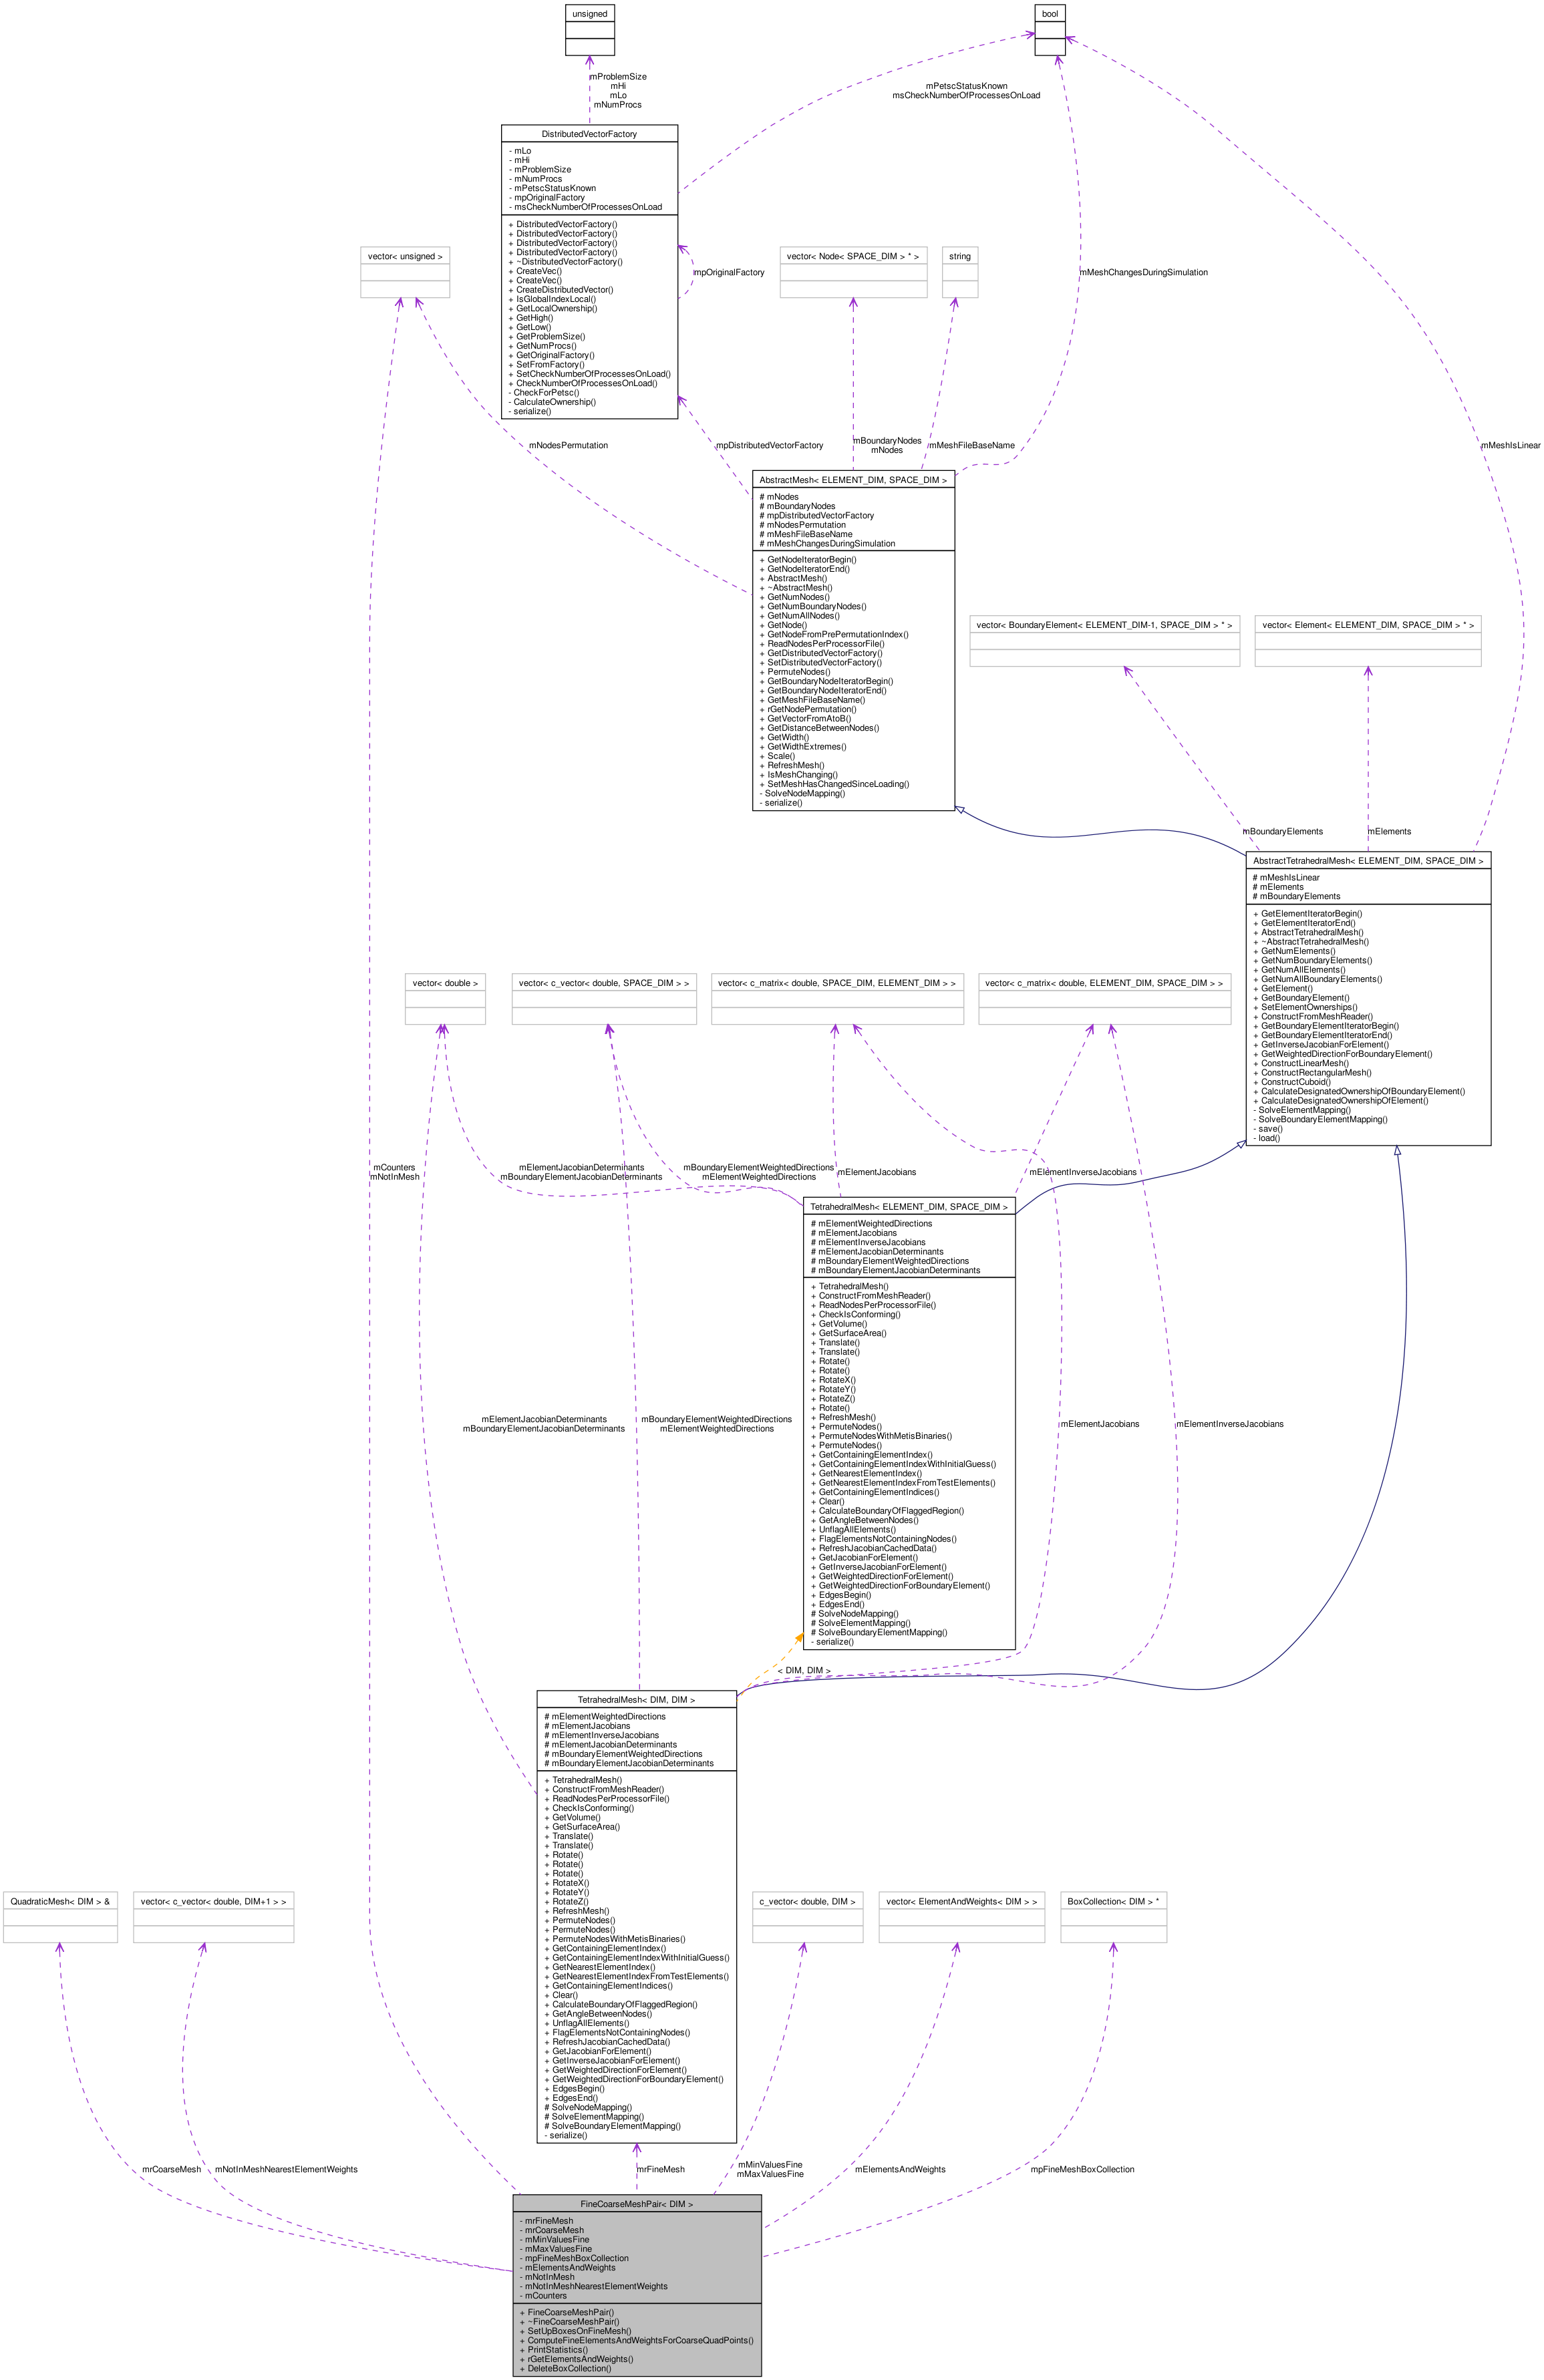 unsigned
bool
mProblemSize
mHi
mLo
mNumProcs
mPetscStatusKnown
msCheckNumberOfProcessesOnLoad
DistributedVectorFactory
- mLo
- mHi
- mProblemSize
- mNumProcs
- mPetscStatusKnown
- mpOriginalFactory
- msCheckNumberOfProcessesOnLoad
+ DistributedVectorFactory()
+ DistributedVectorFactory()
+ DistributedVectorFactory()
+ DistributedVectorFactory()
+ ~DistributedVectorFactory()
+ CreateVec()
+ CreateVec()
+ CreateDistributedVector()
+ IsGlobalIndexLocal()
+ GetLocalOwnership()
+ GetHigh()
+ GetLow()
+ GetProblemSize()
+ GetNumProcs()
+ GetOriginalFactory()
+ SetFromFactory()
+ SetCheckNumberOfProcessesOnLoad()
+ CheckNumberOfProcessesOnLoad()
- CheckForPetsc()
- CalculateOwnership()
- serialize()
vector< unsigned >
vector< Node< SPACE_DIM > * >
string
mpOriginalFactory
mMeshChangesDuringSimulation
mNodesPermutation
mpDistributedVectorFactory
mBoundaryNodes
mNodes
mMeshFileBaseName
mMeshIsLinear
AbstractMesh< ELEMENT_DIM, SPACE_DIM >
# mNodes
# mBoundaryNodes
# mpDistributedVectorFactory
# mNodesPermutation
# mMeshFileBaseName
# mMeshChangesDuringSimulation
+ GetNodeIteratorBegin()
+ GetNodeIteratorEnd()
+ AbstractMesh()
+ ~AbstractMesh()
+ GetNumNodes()
+ GetNumBoundaryNodes()
+ GetNumAllNodes()
+ GetNode()
+ GetNodeFromPrePermutationIndex()
+ ReadNodesPerProcessorFile()
+ GetDistributedVectorFactory()
+ SetDistributedVectorFactory()
+ PermuteNodes()
+ GetBoundaryNodeIteratorBegin()
+ GetBoundaryNodeIteratorEnd()
+ GetMeshFileBaseName()
+ rGetNodePermutation()
+ GetVectorFromAtoB()
+ GetDistanceBetweenNodes()
+ GetWidth()
+ GetWidthExtremes()
+ Scale()
+ RefreshMesh()
+ IsMeshChanging()
+ SetMeshHasChangedSinceLoading()
- SolveNodeMapping()
- serialize()
vector< BoundaryElement< ELEMENT_DIM-1, SPACE_DIM > * >
vector< Element< ELEMENT_DIM, SPACE_DIM > * >
mBoundaryElements
mElements
AbstractTetrahedralMesh< ELEMENT_DIM, SPACE_DIM >
# mMeshIsLinear
# mElements
# mBoundaryElements
+ GetElementIteratorBegin()
+ GetElementIteratorEnd()
+ AbstractTetrahedralMesh()
+ ~AbstractTetrahedralMesh()
+ GetNumElements()
+ GetNumBoundaryElements()
+ GetNumAllElements()
+ GetNumAllBoundaryElements()
+ GetElement()
+ GetBoundaryElement()
+ SetElementOwnerships()
+ ConstructFromMeshReader()
+ GetBoundaryElementIteratorBegin()
+ GetBoundaryElementIteratorEnd()
+ GetInverseJacobianForElement()
+ GetWeightedDirectionForBoundaryElement()
+ ConstructLinearMesh()
+ ConstructRectangularMesh()
+ ConstructCuboid()
+ CalculateDesignatedOwnershipOfBoundaryElement()
+ CalculateDesignatedOwnershipOfElement()
- SolveElementMapping()
- SolveBoundaryElementMapping()
- save()
- load()
vector< double >
vector< c_vector< double, SPACE_DIM > >
vector< c_matrix< double, SPACE_DIM, ELEMENT_DIM > >
vector< c_matrix< double, ELEMENT_DIM, SPACE_DIM > >
mCounters
mNotInMesh
mElementJacobianDeterminants
mBoundaryElementJacobianDeterminants
mBoundaryElementWeightedDirections
mElementWeightedDirections
mElementJacobians
mElementInverseJacobians
TetrahedralMesh< ELEMENT_DIM, SPACE_DIM >
# mElementWeightedDirections
# mElementJacobians
# mElementInverseJacobians
# mElementJacobianDeterminants
# mBoundaryElementWeightedDirections
# mBoundaryElementJacobianDeterminants
+ TetrahedralMesh()
+ ConstructFromMeshReader()
+ ReadNodesPerProcessorFile()
+ CheckIsConforming()
+ GetVolume()
+ GetSurfaceArea()
+ Translate()
+ Translate()
+ Rotate()
+ Rotate()
+ RotateX()
+ RotateY()
+ RotateZ()
+ Rotate()
+ RefreshMesh()
+ PermuteNodes()
+ PermuteNodesWithMetisBinaries()
+ PermuteNodes()
+ GetContainingElementIndex()
+ GetContainingElementIndexWithInitialGuess()
+ GetNearestElementIndex()
+ GetNearestElementIndexFromTestElements()
+ GetContainingElementIndices()
+ Clear()
+ CalculateBoundaryOfFlaggedRegion()
+ GetAngleBetweenNodes()
+ UnflagAllElements()
+ FlagElementsNotContainingNodes()
+ RefreshJacobianCachedData()
+ GetJacobianForElement()
+ GetInverseJacobianForElement()
+ GetWeightedDirectionForElement()
+ GetWeightedDirectionForBoundaryElement()
+ EdgesBegin()
+ EdgesEnd()
# SolveNodeMapping()
# SolveElementMapping()
# SolveBoundaryElementMapping()
- serialize()
mElementJacobianDeterminants
mBoundaryElementJacobianDeterminants
mBoundaryElementWeightedDirections
mElementWeightedDirections
mElementJacobians
mElementInverseJacobians
< DIM, DIM >
TetrahedralMesh< DIM, DIM >
# mElementWeightedDirections
# mElementJacobians
# mElementInverseJacobians
# mElementJacobianDeterminants
# mBoundaryElementWeightedDirections
# mBoundaryElementJacobianDeterminants
+ TetrahedralMesh()
+ ConstructFromMeshReader()
+ ReadNodesPerProcessorFile()
+ CheckIsConforming()
+ GetVolume()
+ GetSurfaceArea()
+ Translate()
+ Translate()
+ Rotate()
+ Rotate()
+ Rotate()
+ RotateX()
+ RotateY()
+ RotateZ()
+ RefreshMesh()
+ PermuteNodes()
+ PermuteNodes()
+ PermuteNodesWithMetisBinaries()
+ GetContainingElementIndex()
+ GetContainingElementIndexWithInitialGuess()
+ GetNearestElementIndex()
+ GetNearestElementIndexFromTestElements()
+ GetContainingElementIndices()
+ Clear()
+ CalculateBoundaryOfFlaggedRegion()
+ GetAngleBetweenNodes()
+ UnflagAllElements()
+ FlagElementsNotContainingNodes()
+ RefreshJacobianCachedData()
+ GetJacobianForElement()
+ GetInverseJacobianForElement()
+ GetWeightedDirectionForElement()
+ GetWeightedDirectionForBoundaryElement()
+ EdgesBegin()
+ EdgesEnd()
# SolveNodeMapping()
# SolveElementMapping()
# SolveBoundaryElementMapping()
- serialize()
QuadraticMesh< DIM > &
vector< c_vector< double, DIM+1 > >
c_vector< double, DIM >
vector< ElementAndWeights< DIM > >
BoxCollection< DIM > *
mrCoarseMesh
mNotInMeshNearestElementWeights
mrFineMesh
mMinValuesFine
mMaxValuesFine
mElementsAndWeights
mpFineMeshBoxCollection
FineCoarseMeshPair< DIM >
- mrFineMesh
- mrCoarseMesh
- mMinValuesFine
- mMaxValuesFine
- mpFineMeshBoxCollection
- mElementsAndWeights
- mNotInMesh
- mNotInMeshNearestElementWeights
- mCounters
+ FineCoarseMeshPair()
+ ~FineCoarseMeshPair()
+ SetUpBoxesOnFineMesh()
+ ComputeFineElementsAndWeightsForCoarseQuadPoints()
+ PrintStatistics()
+ rGetElementsAndWeights()
+ DeleteBoxCollection()